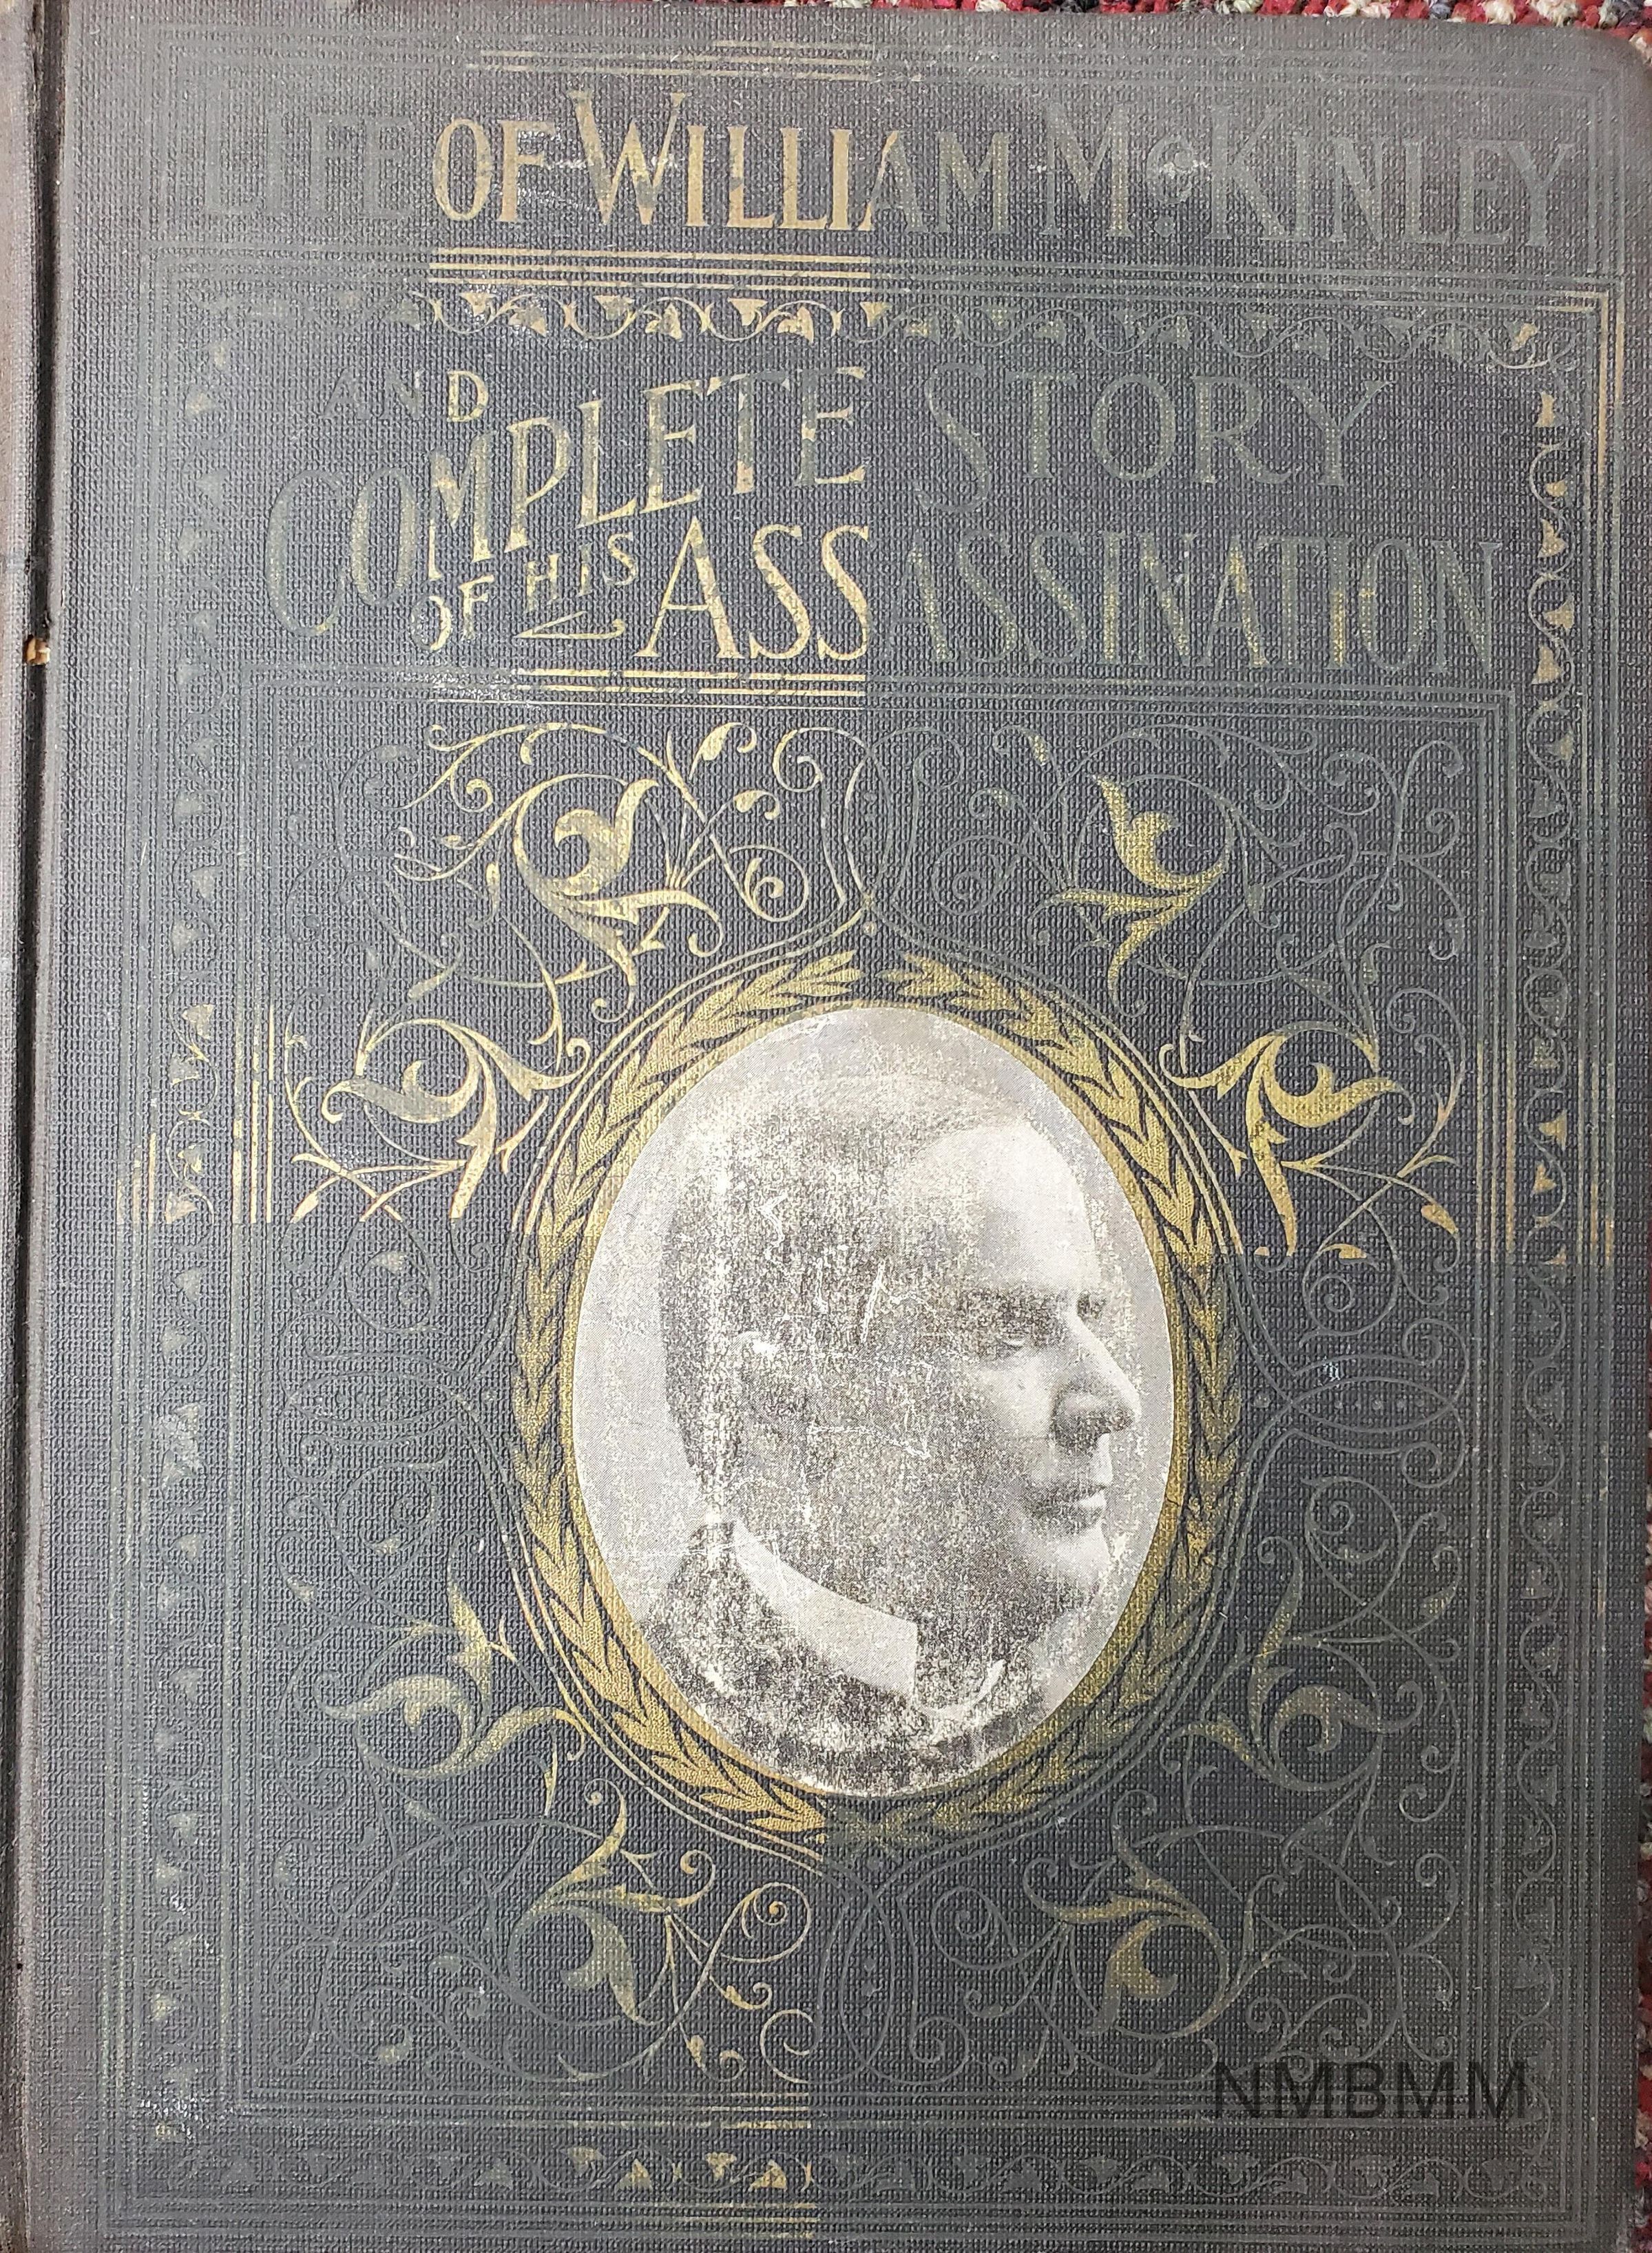 LIFE OF WILLIAM McKINLEY
AND
COMPLETE STORY
OF HIS ASSASSINATION
NMBMM